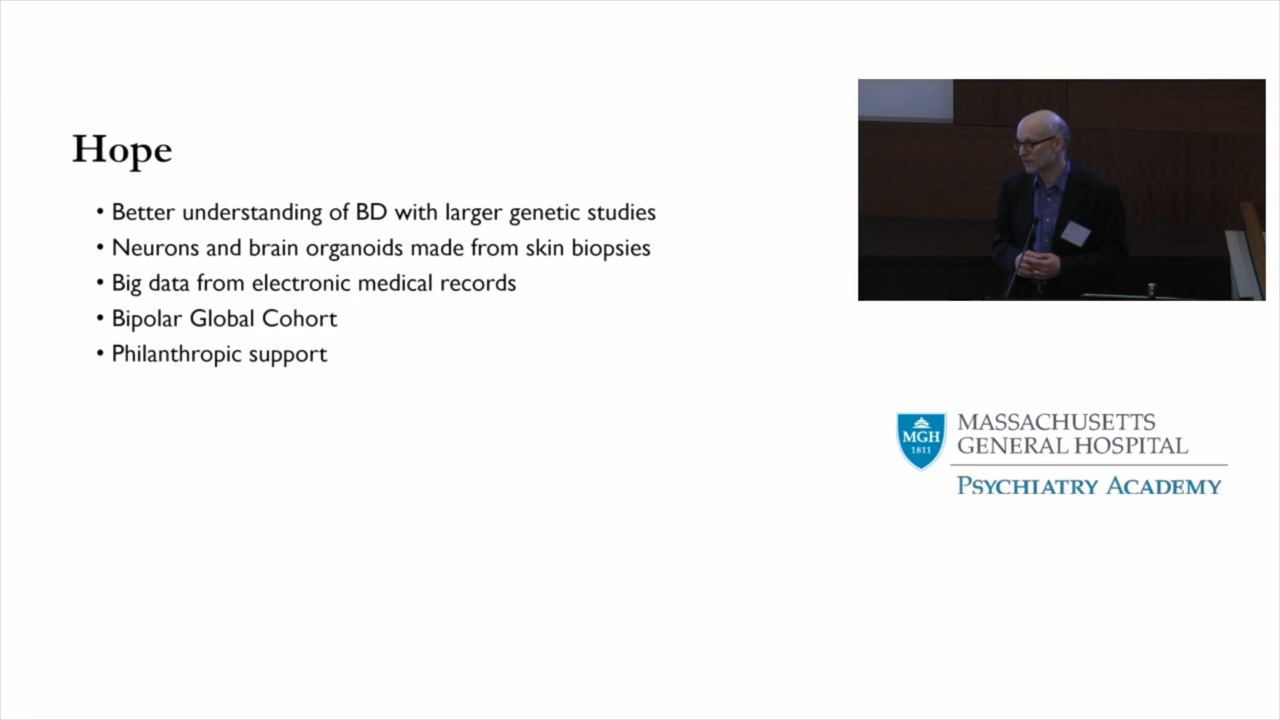 Hope
• Better understanding of BD with larger genetic studies
• Neurons and brain organoids made from skin biopsies
• Big data from electronic medical records
• Bipolar Global Cohort
• Philanthropic support
MGH
1811
MASSACHUSETTS
GENERAL HOSPITAL
PSYCHIATRY ACADEMY